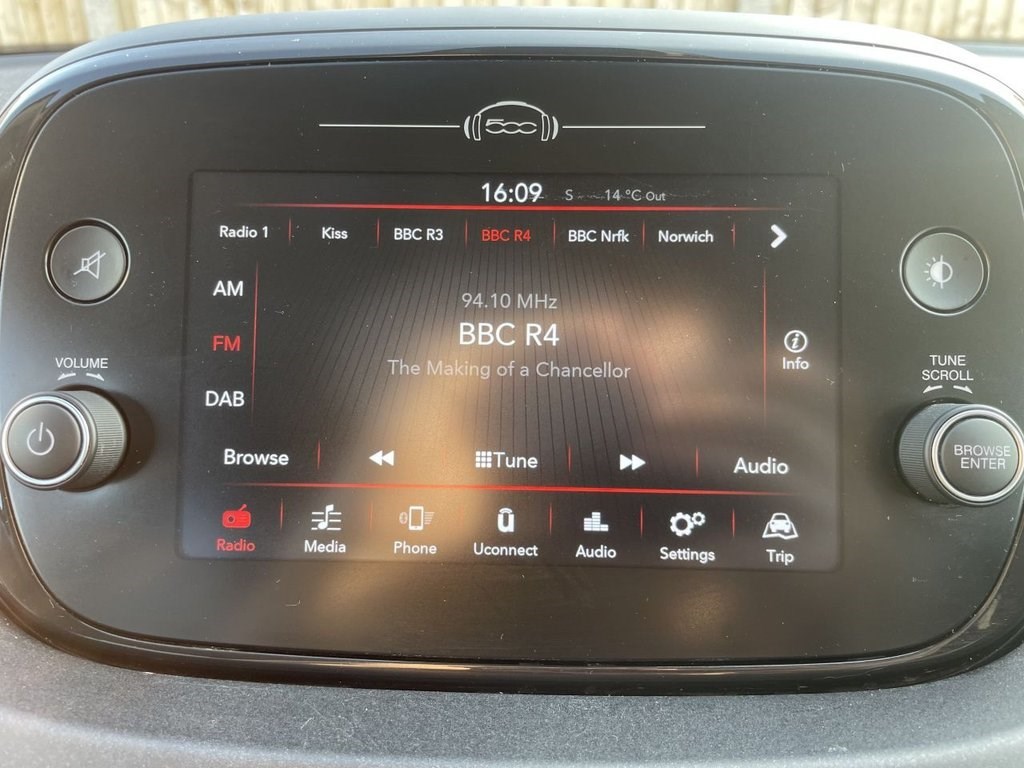 500
16:09 S 14 °C Out
Radio 1 Kiss BBC R3 BBC R4 BBC Nrfk Norwich
AM
94.10 MHz
FM
BBC R4
Info
The Making of a Chancellor
DAB
VOLUME
TUNE
SCROLL
BROWSE
ENTER
Browse Tune Audio
Radio Media Phone Uconnect Audio Settings Trip